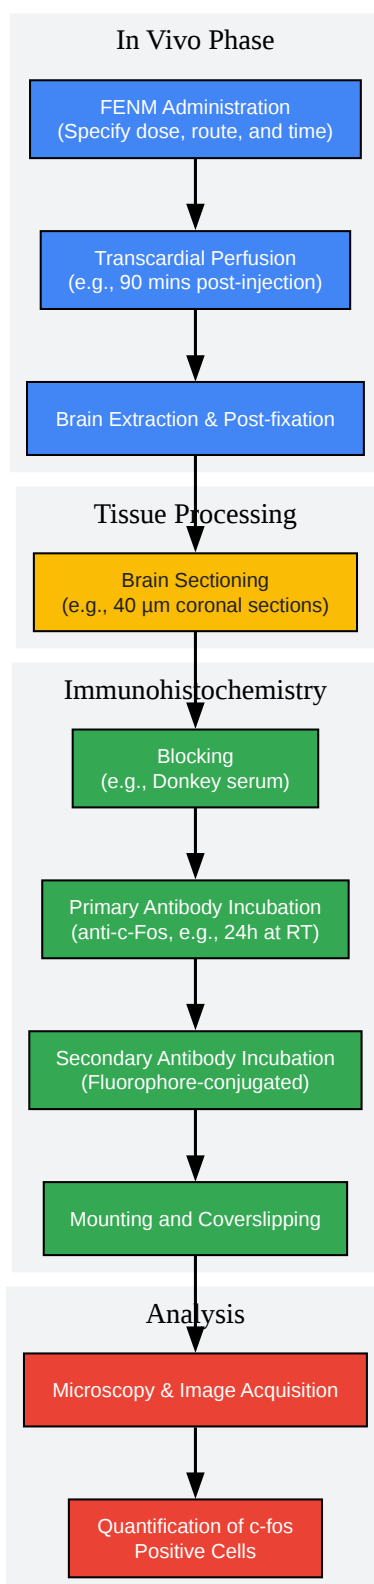 In Vivo Phase
FENM Administration
(Specify dose, route, and time)
Transcardial Perfusion
(e.g., 90 mins post-injection)
Brain Extraction & Post-fixation
Tissue Processing
Brain Sectioning
(e.g., 40 µm coronal sections)
Immunohistochemistry
Blocking
(e.g., Donkey serum)
Primary Antibody Incubation
(anti-c-Fos, e.g., 24h at RT)
Secondary Antibody Incubation
(Fluorophore-conjugated)
Mounting and Coverslipping
Analysis
Microscopy & Image Acquisition
Quantification of c-fos
Positive Cells